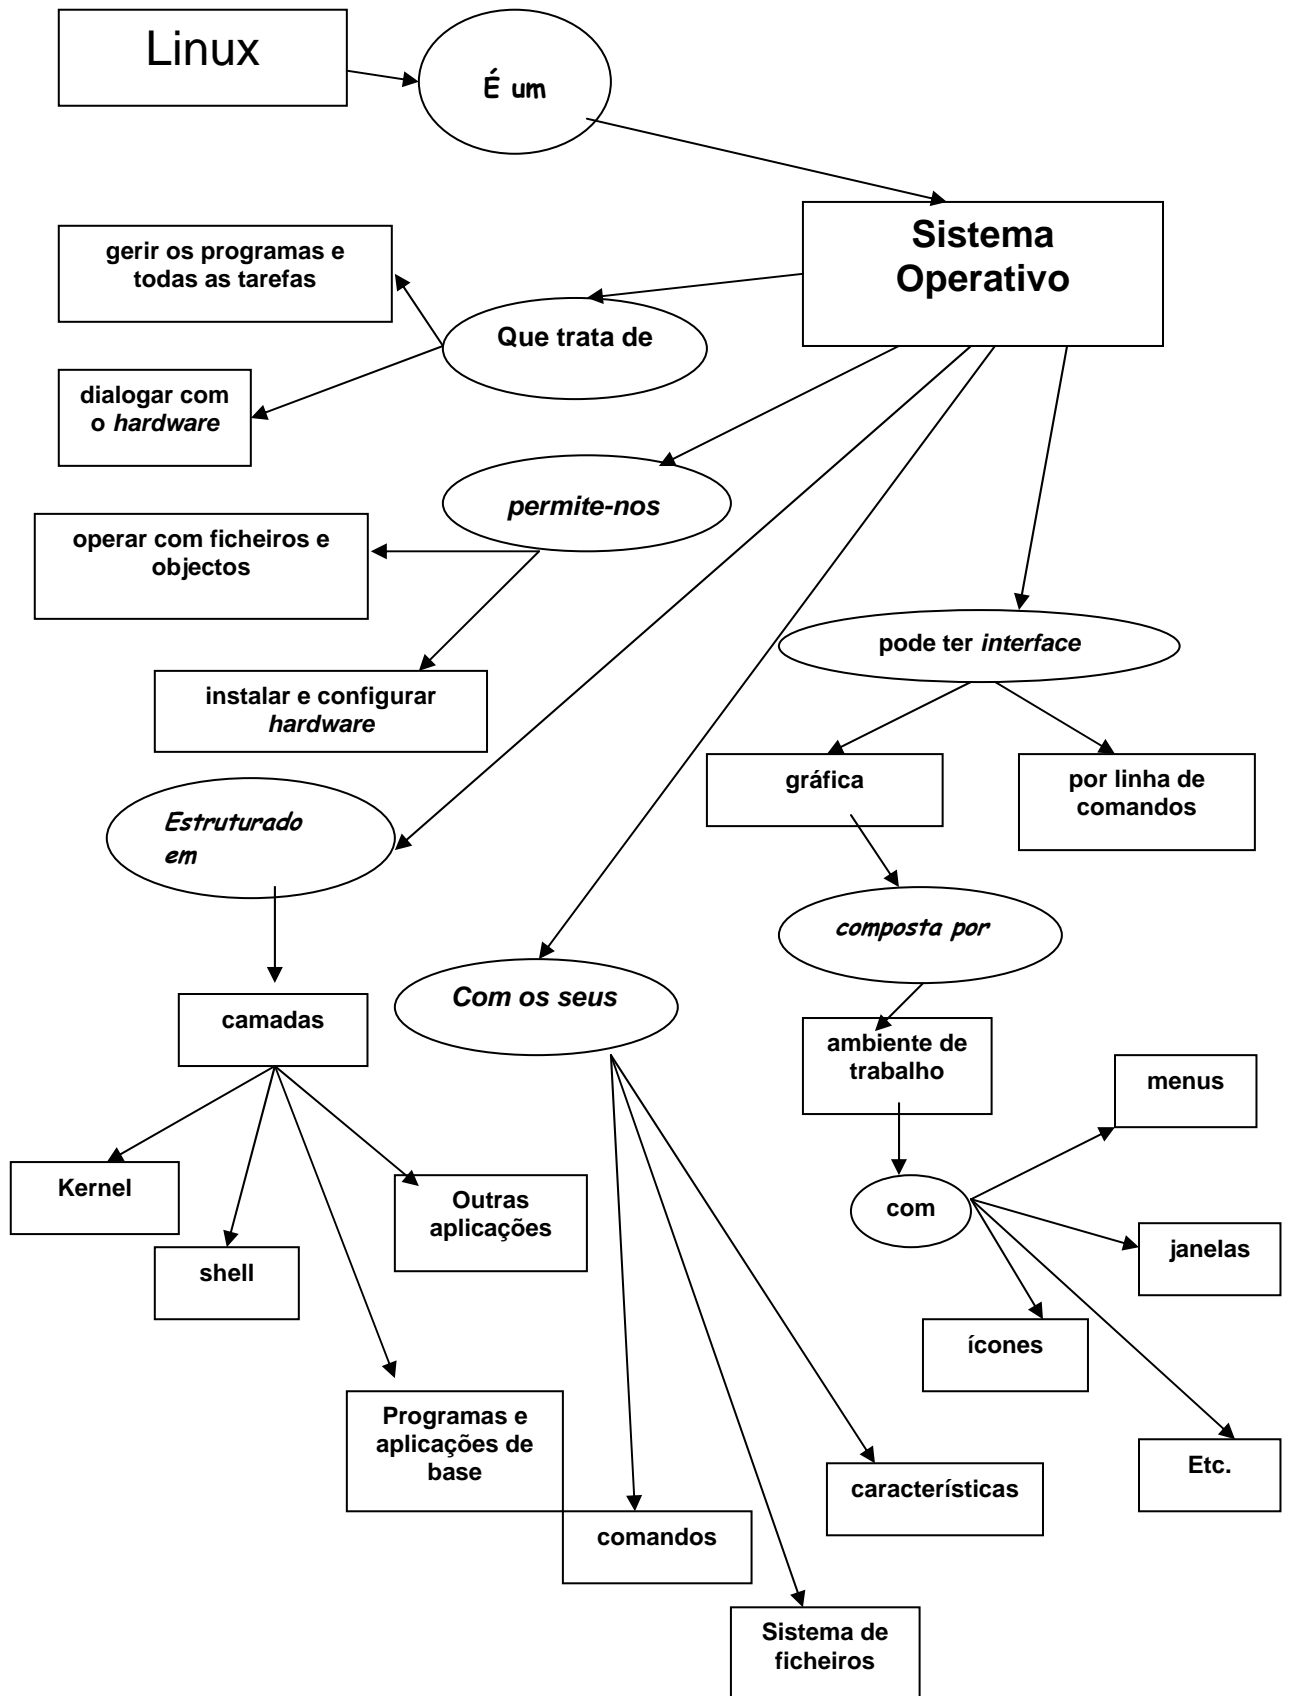 Linux
É um
Sistema
Operativo
gerir os programas e
todas as tarefas
Que trata de
dialogar com
o hardware
permite-nos
operar com ficheiros e
objectos
pode ter interface
instalar e configurar
hardware
gráfica
por linha de
comandos
Estruturado
em
composta por
Com os seus
camadas
ambiente de
trabalho
menus
Kernel
Outras
aplicações
com
janelas
shell
ícones
Programas e
aplicações de
base
Etc.
características
comandos
Sistema de
ficheiros